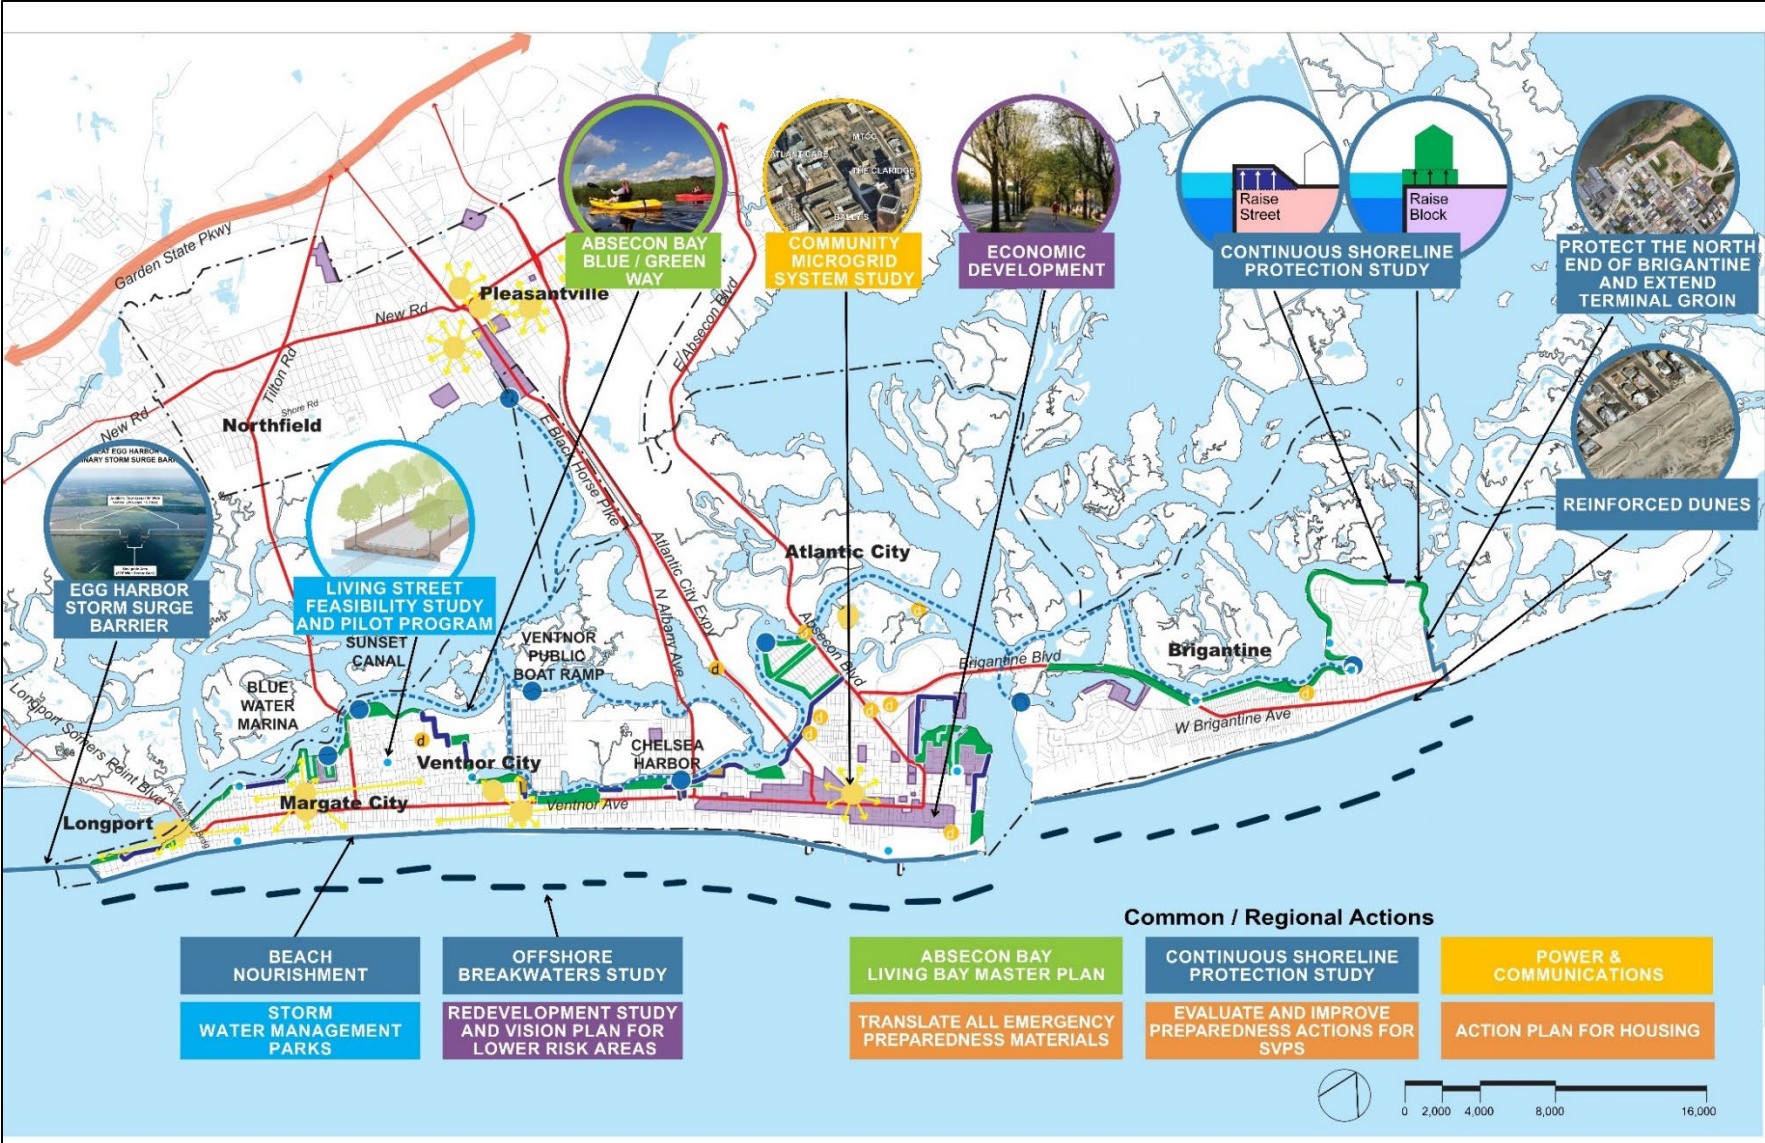 Garden State Pkwy
New Rd
Tilton Rd
Shore Rd
New Rd
Northfield
Pleasantville
E Black Horse Pike
E/Absecon Blvd
ABSECON BAY
BLUE / GREEN
WAY
MTCC
THE CLARIDGE
BALLY'S
COMMUNITY
MICROGRID
SYSTEM STUDY
ECONOMIC
DEVELOPMENT
Raise
Street
Raise
Block
CONTINUOUS SHORELINE
PROTECTION STUDY
PROTECT THE NORTH
END OF BRIGANTINE
AND EXTEND
TERMINAL GROIN
REINFORCED DUNES
EGG HARBOR
STORM SURGE
BARRIER
LIVING STREET
FEASIBILITY STUDY
AND PILOT PROGRAM
SUNSET
CANAL
VENTNOR
PUBLIC
BOAT RAMP
BLUE
WATER
MARINA
CHELSEA
HARBOR
Atlantic City Expy
N Albany Ave
Atlantic City
Absecon Blvd
Brigantine Blvd
Brigantine
W Brigantine Ave
d
d
d
d
d
d
d
d
d
d
Longport Somers Point Blvd
Longport
Margate City
Ventnor City
Ventnor Ave
BEACH
NOURISHMENT
OFFSHORE
BREAKWATERS STUDY
STORM
WATER MANAGEMENT
PARKS
REDEVELOPMENT STUDY
AND VISION PLAN FOR
LOWER RISK AREAS
Common / Regional Actions
ABSECON BAY
LIVING BAY MASTER PLAN
CONTINUOUS SHORELINE
PROTECTION STUDY
POWER &
COMMUNICATIONS
TRANSLATE ALL EMERGENCY
PREPAREDNESS MATERIALS
EVALUATE AND IMPROVE
PREPAREDNESS ACTIONS FOR
SVPS
ACTION PLAN FOR HOUSING
0 2,000 4,000 8,000 16,000